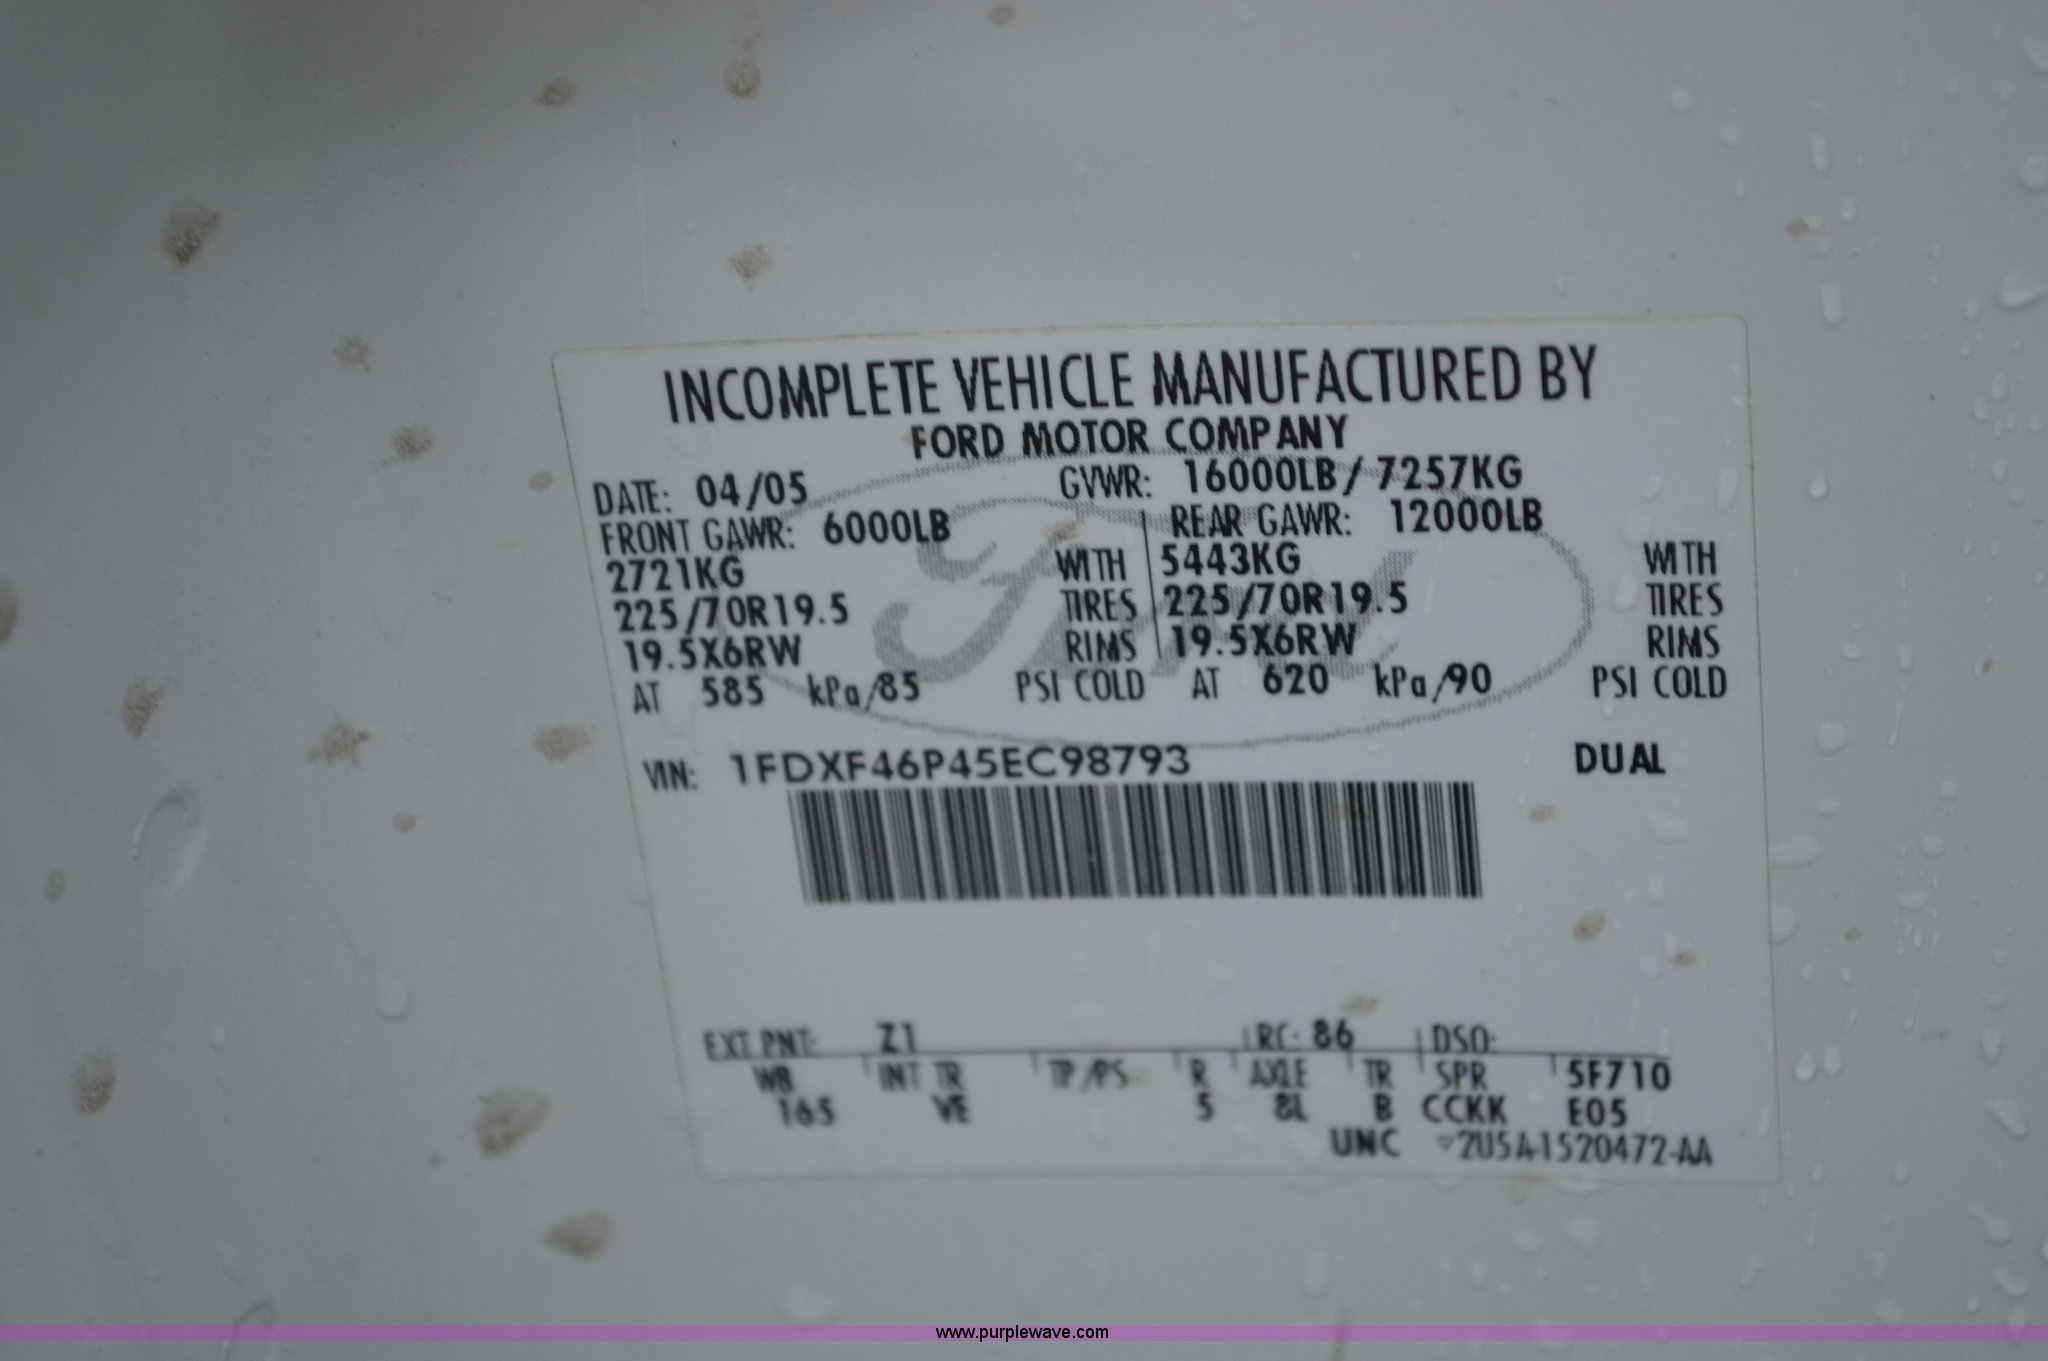 INCOMPLETE VEHICLE MANUFACTURED BY
FORD MOTOR COMPANY
DATE: 04/05 GVWR: 16000LB / 7257KG
FRONT GAWR: 6000LB REAR GAWR: 12000LB
2721KG WITH 5443KG WITH
225/70R19.5 TIRES 225/70R19.5 TIRES
19.5X6RW RIMS 19.5X6RW RIMS
AT 585 kPa/85 PSI COLD AT 620 kPa/90 PSI COLD
VIN: 1FDXF46P45EC98793 DUAL
EXT PNT: Z1 RC: 86 DSO:
WB INT TR TP/PS R AXLE TR SPR 5F710
165 VE 5 8L B CCKK E05
UNC ▽2U5A-1520472-AA
Ford
www.purplewave.com